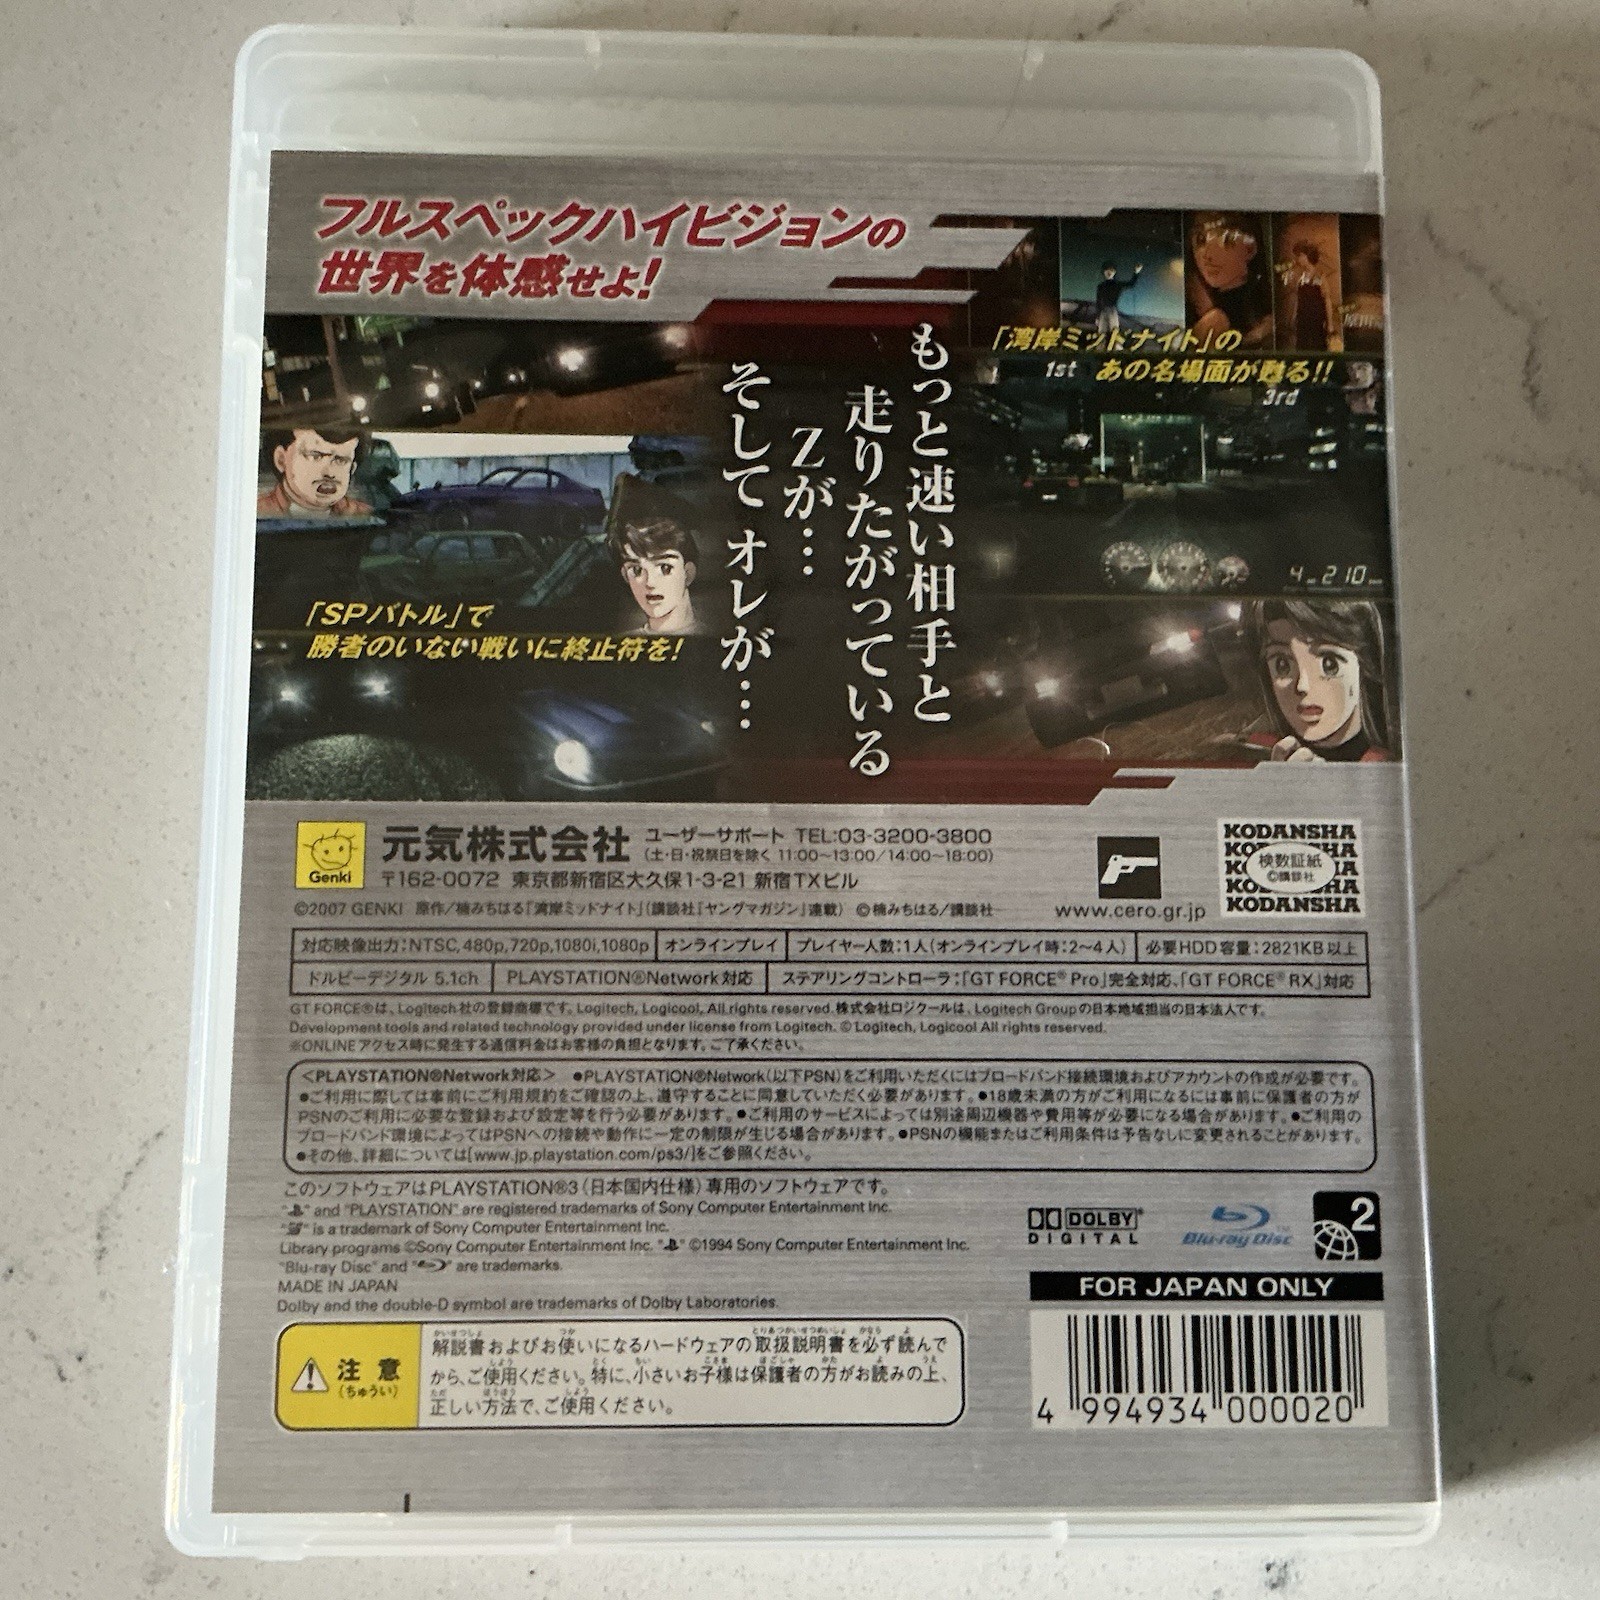 フルスペックハイビジョンの
世界を体感せよ!
「湾岸ミッドナイト」の
あの名場面が甦る!!
1st
3rd
4
210
もっと速い相手と
走りたがっている
Zが…
そして オレが…
「SPバトル」で
勝者のいない戦いに終止符を!
Genki
元気株式会社 ユーザーサポート TEL:03-3200-3800
(土・日・祝祭日を除く 11:00~13:00/14:00~18:00)
〒162-0072 東京都新宿区大久保1-3-21 新宿TXビル
©2007 GENKI 原作/楠みちはる『湾岸ミッドナイト』(講談社『ヤングマガジン』連載) ©楠みちはる/講談社
www.cero.gr.jp
KODANSHA
検数証紙
©講談社
KODANSHA
対応映像出力:NTSC,480p,720p,1080i,1080p オンラインプレイ プレイヤー人数:1人(オンラインプレイ時:2~4人) 必要HDD容量:2821KB以上
ドルビーデジタル 5.1ch PLAYSTATION®Network対応 ステアリングコントローラ:「GT FORCE® Pro」完全対応、「GT FORCE® RX」対応
GT FORCE®は、Logitech社の登録商標です。Logitech, Logicool, All rights reserved.株式会社ロジクールは、Logitech Groupの日本地域担当の日本法人です。
Development tools and related technology provided under license from Logitech. ©Logitech, Logicool All rights reserved.
※ONLINEアクセス時に発生する通信料金はお客様の負担となります。ご了承ください。
<PLAYSTATION®Network対応> ●PLAYSTATION®Network(以下PSN)をご利用いただくにはブロードバンド接続環境およびアカウントの作成が必要です。
●ご利用に際しては事前にご利用規約をご確認の上、遵守することに同意していただく必要があります。●18歳未満の方がご利用になるには事前に保護者の方が
PSNのご利用に必要な登録および設定等を行う必要があります。●ご利用のサービスによっては別途周辺機器や費用等が必要になる場合があります。●ご利用の
ブロードバンド環境によってはPSNへの接続や動作に一定の制限が生じる場合があります。●PSNの機能またはご利用条件は予告なしに変更されることがあります。
●その他、詳細については[www.jp.playstation.com/ps3/]をご参照ください。
このソフトウェアはPLAYSTATION®3(日本国内仕様)専用のソフトウェアです。
" " and "PLAYSTATION" are registered trademarks of Sony Computer Entertainment Inc.
" " is a trademark of Sony Computer Entertainment Inc.
Library programs ©Sony Computer Entertainment Inc. " " ©1994 Sony Computer Entertainment Inc.
"Blu-ray Disc" and " " are trademarks.
MADE IN JAPAN
Dolby and the double-D symbol are trademarks of Dolby Laboratories.
DOLBY
DIGITAL
Blu-ray Disc
2
FOR JAPAN ONLY
注意
(ちゅうい)
解説書およびお使いになるハードウェアの取扱説明書を必ず読んで
から、ご使用ください。特に、小さいお子様は保護者の方がお読みの上、
正しい方法で、ご使用ください。
4 994934 000020